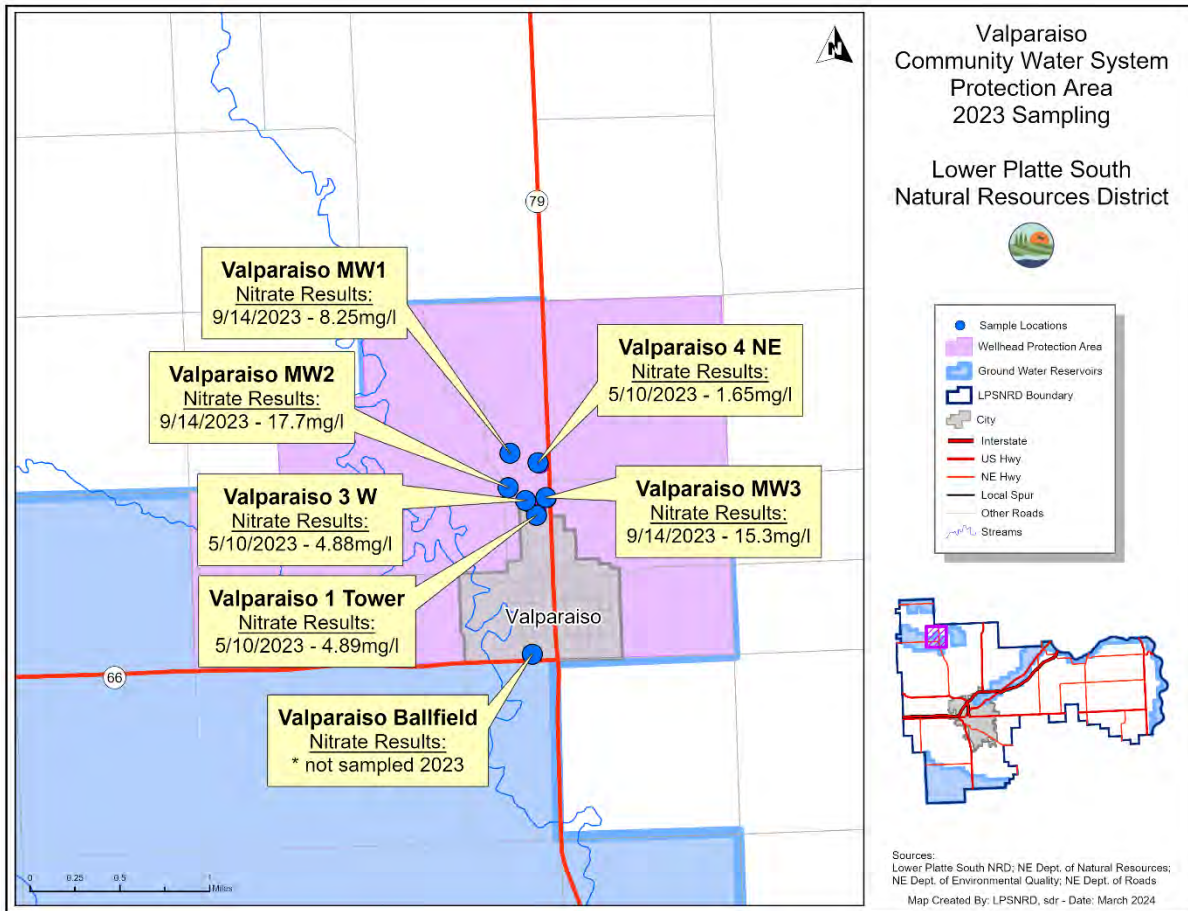 Valparaiso
Community Water System
Protection Area
2023 Sampling
Lower Platte South
Natural Resources District
N
79
Valparaiso MW1
Nitrate Results:
9/14/2023 - 8.25mg/l
Valparaiso 4 NE
Nitrate Results:
5/10/2023 - 1.65mg/l
Valparaiso MW2
Nitrate Results:
9/14/2023 - 17.7mg/l
Valparaiso 3 W
Nitrate Results:
5/10/2023 - 4.88mg/l
Valparaiso MW3
Nitrate Results:
9/14/2023 - 15.3mg/l
Valparaiso 1 Tower
Nitrate Results:
5/10/2023 - 4.89mg/l
Valparaiso
66
Valparaiso Ballfield
Nitrate Results:
* not sampled 2023
0 0.25 0.5 1
Miles
Sample Locations
Wellhead Protection Area
Ground Water Reservoirs
LPSNRD Boundary
City
Interstate
US Hwy
NE Hwy
Local Spur
Other Roads
Streams
Sources:
Lower Platte South NRD; NE Dept. of Natural Resources;
NE Dept. of Environmental Quality; NE Dept. of Roads
Map Created By: LPSNRD, sdr - Date: March 2024